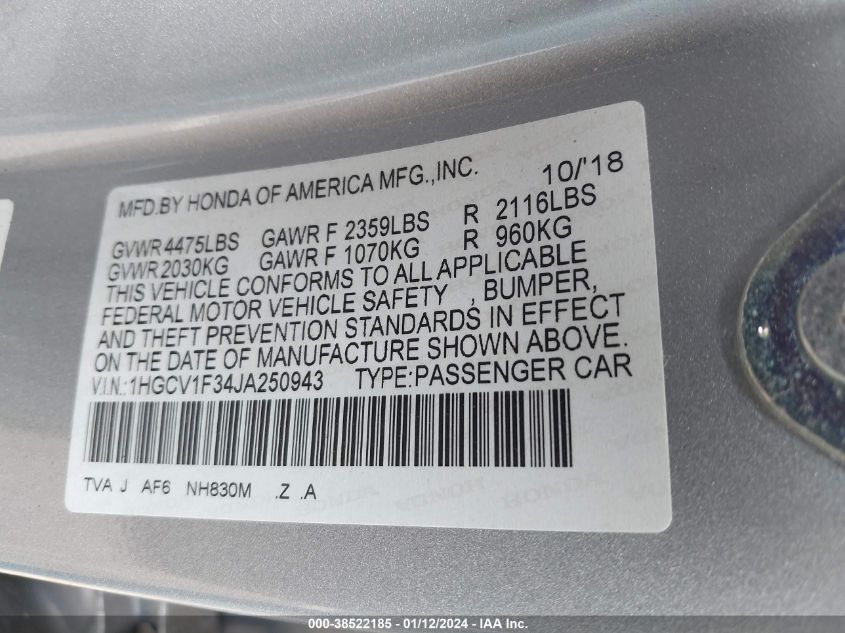 MFD.BY HONDA OF AMERICA MFG.,INC. 10/'18
GVWR 4475LBS GAWR F 2359LBS R 2116LBS
GVWR 2030KG GAWR F 1070KG R 960KG
THIS VEHICLE CONFORMS TO ALL APPLICABLE
FEDERAL MOTOR VEHICLE SAFETY , BUMPER,
AND THEFT PREVENTION STANDARDS IN EFFECT
ON THE DATE OF MANUFACTURE SHOWN ABOVE.
V.I.N.:1HGCV1F34JA250943 TYPE:PASSENGER CAR
TVA J AF6 NH830M .Z .A
HONDA HONDA HONDA
000-38522185 - 01/12/2024 - IAA Inc.